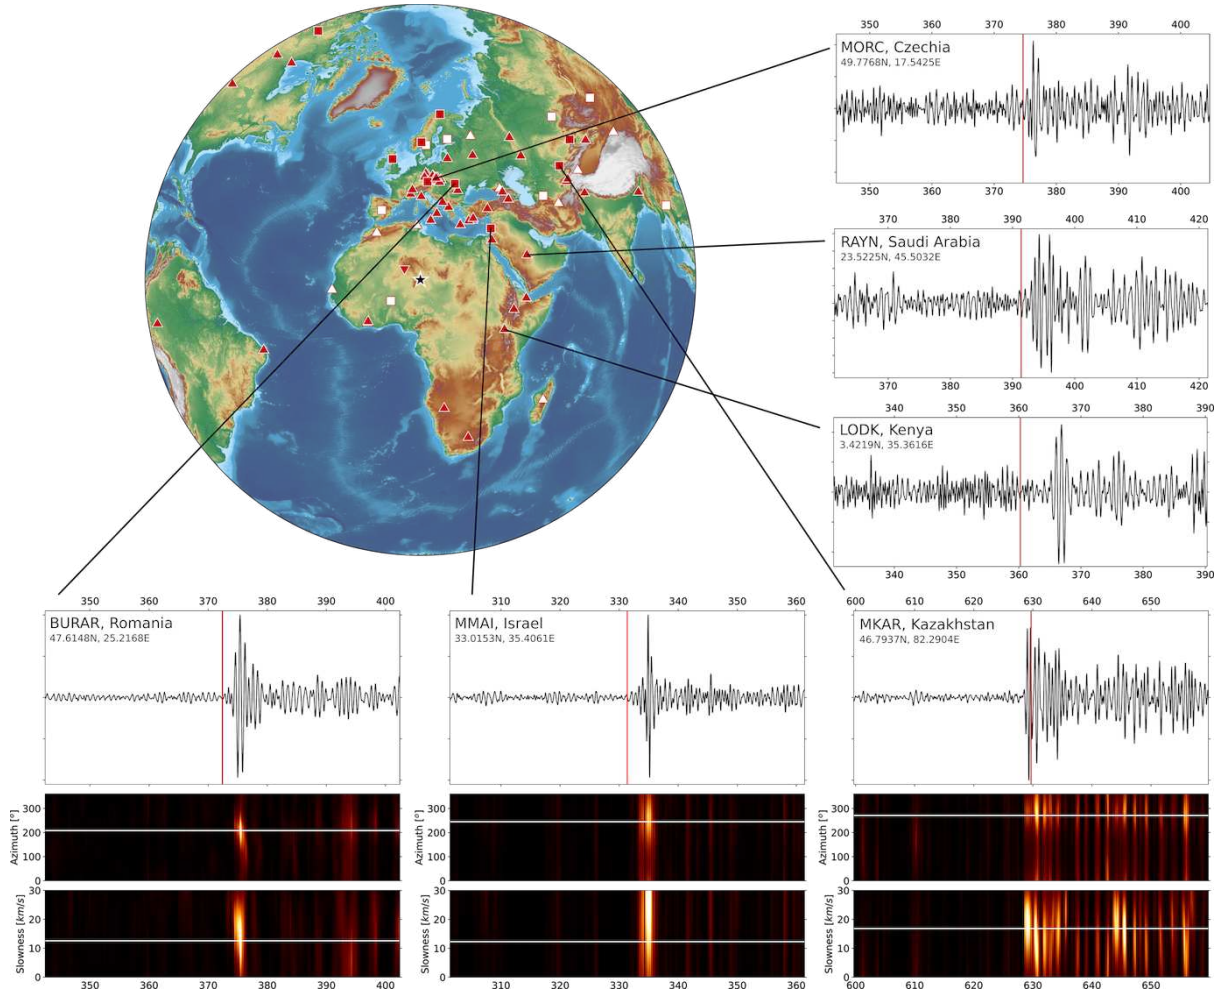 350 360 370 380 390 400
MORC, Czechia
49.7768N, 17.5425E
350 360 370 380 390 400
370 380 390 400 410 420
RAYN, Saudi Arabia
23.5225N, 45.5032E
370 380 390 400 410 420
340 350 360 370 380 390
LODK, Kenya
3.4219N, 35.3616E
340 350 360 370 380 390
350 360 370 380 390 400
BURAR, Romania
47.6148N, 25.2168E
310 320 330 340 350 360
MMAI, Israel
33.0153N, 35.4061E
600 610 620 630 640 650
MKAR, Kazakhstan
46.7937N, 82.2904E
Azimuth [°]
300
200
100
0
Azimuth [°]
300
200
100
0
Azimuth [°]
300
200
100
0
Slowness [km/s]
30
20
10
0
350 360 370 380 390 400
Slowness [km/s]
30
20
10
0
310 320 330 340 350 360
Slowness [km/s]
30
20
10
0
600 610 620 630 640 650